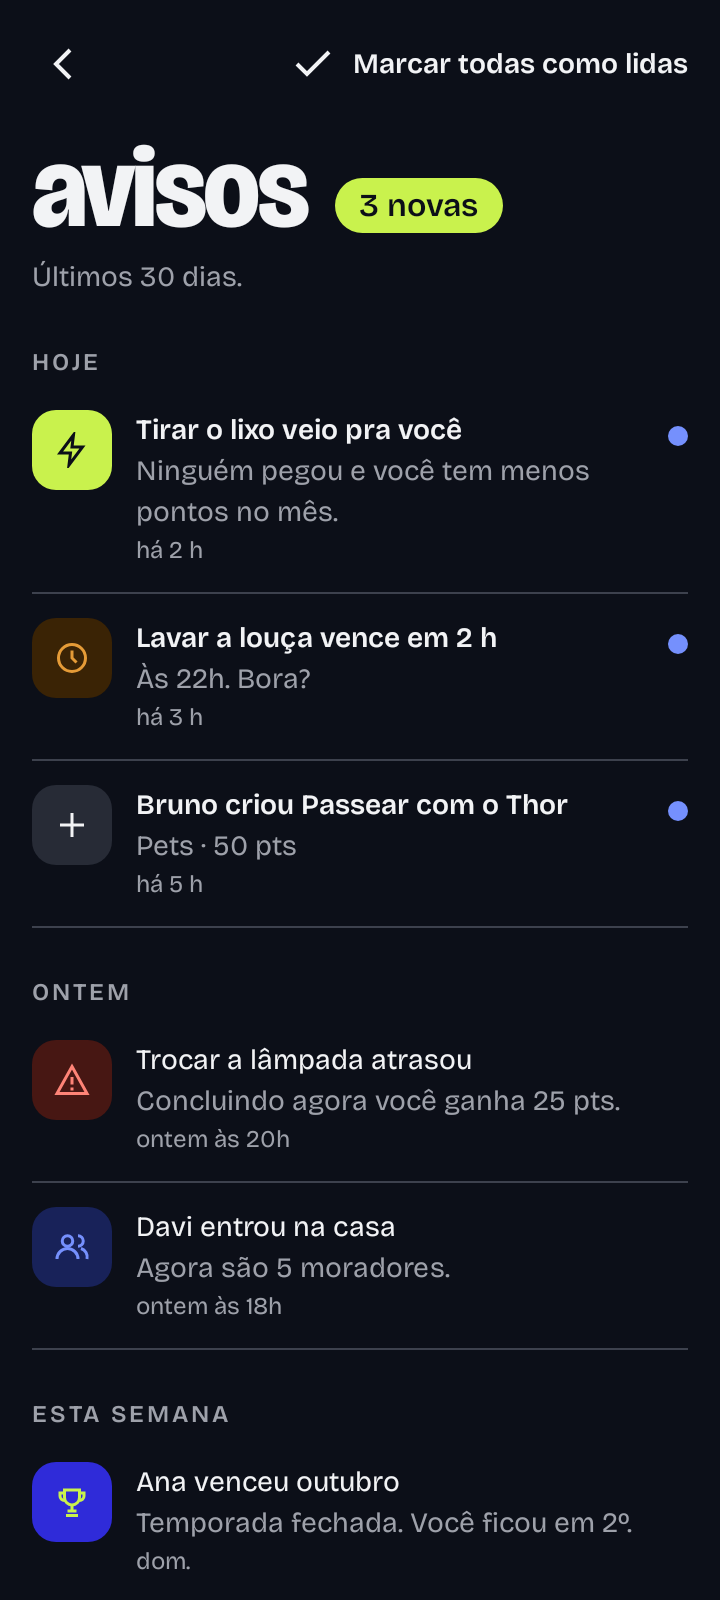 Marcar todas como lidas
avisos
3 novas
Últimos 30 dias.
HOJE
Tirar o lixo veio pra você
Ninguém pegou e você tem menos
pontos no mês.
há 2 h
Lavar a louça vence em 2 h
Às 22h. Bora?
há 3 h
Bruno criou Passear com o Thor
Pets · 50 pts
há 5 h
ONTEM
Trocar a lâmpada atrasou
Concluindo agora você ganha 25 pts.
ontem às 20h
Davi entrou na casa
Agora são 5 moradores.
ontem às 18h
ESTA SEMANA
Ana venceu outubro
Temporada fechada. Você ficou em 2º.
dom.